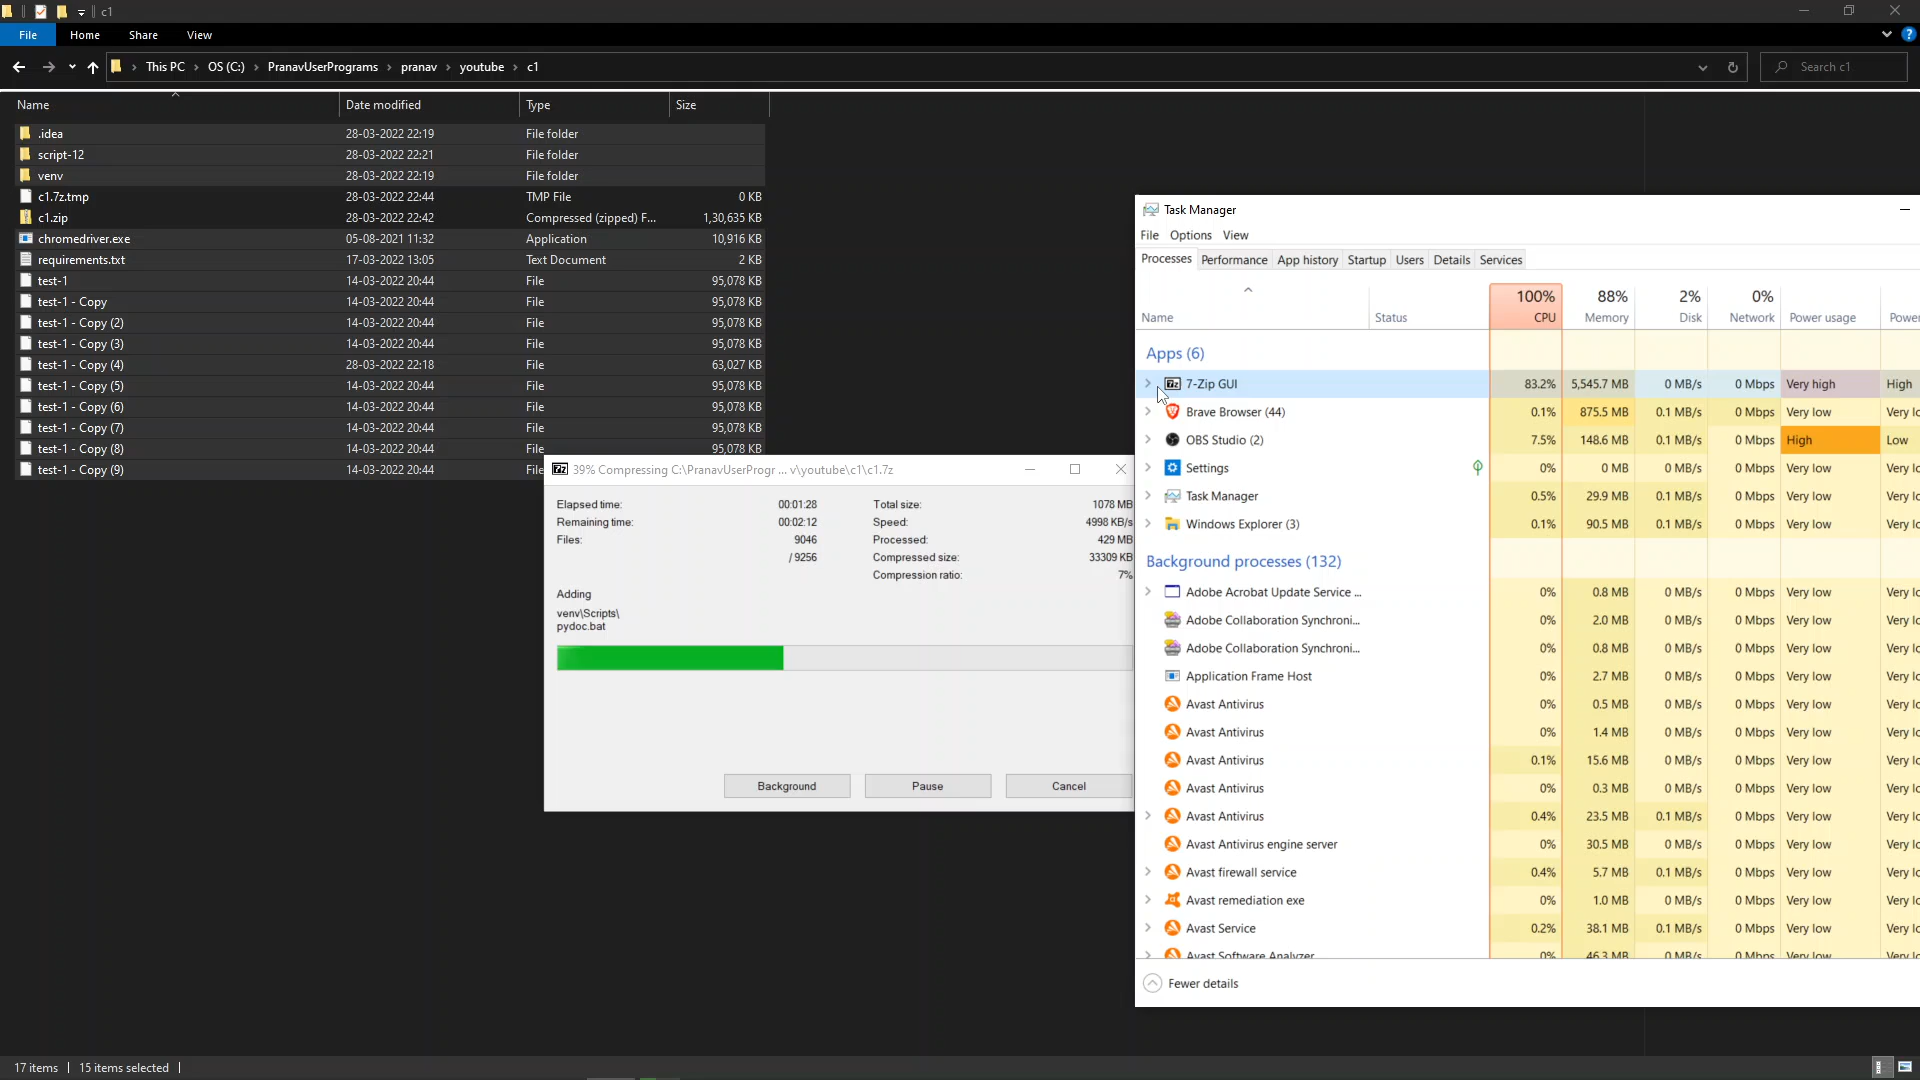 c1
File Home Share View
This PC › OS (C:) › PranavUserPrograms › pranav › youtube › c1
Search c1
Name Date modified Type Size
.idea 28-03-2022 22:19 File folder
script-12 28-03-2022 22:21 File folder
venv 28-03-2022 22:19 File folder
c1.7z.tmp 28-03-2022 22:44 TMP File 0 KB
c1.zip 28-03-2022 22:42 Compressed (zipped) F... 1,30,635 KB
chromedriver.exe 05-08-2021 11:32 Application 10,916 KB
requirements.txt 17-03-2022 13:05 Text Document 2 KB
test-1 14-03-2022 20:44 File 95,078 KB
test-1 - Copy 14-03-2022 20:44 File 95,078 KB
test-1 - Copy (2) 14-03-2022 20:44 File 95,078 KB
test-1 - Copy (3) 14-03-2022 20:44 File 95,078 KB
test-1 - Copy (4) 28-03-2022 22:18 File 63,027 KB
test-1 - Copy (5) 14-03-2022 20:44 File 95,078 KB
test-1 - Copy (6) 14-03-2022 20:44 File 95,078 KB
test-1 - Copy (7) 14-03-2022 20:44 File 95,078 KB
test-1 - Copy (8) 14-03-2022 20:44 File 95,078 KB
test-1 - Copy (9) 14-03-2022 20:44
39% Compressing C:\PranavUserProgr ... v\youtube\c1\c1.7z
Elapsed time: 00:01:28 Total size: 1078 MB
Remaining time: 00:02:12 Speed: 4998 KB/s
Files: 9046 Processed: 429 MB
/ 9256 Compressed size: 33309 KB
Compression ratio: 7%
Adding
venv\Scripts\
pydoc.bat
Background Pause Cancel
Task Manager
File Options View
Processes Performance App history Startup Users Details Services
100% 88% 2% 0%
Name Status CPU Memory Disk Network Power usage
Apps (6)
7-Zip GUI 83.2% 5,545.7 MB 0 MB/s 0 Mbps Very high High
Brave Browser (44) 0.1% 875.5 MB 0.1 MB/s 0 Mbps Very low
OBS Studio (2) 7.5% 148.6 MB 0.1 MB/s 0 Mbps High Low
Settings 0% 0 MB 0 MB/s 0 Mbps Very low
Task Manager 0.5% 29.9 MB 0.1 MB/s 0 Mbps Very low
Windows Explorer (3) 0.1% 90.5 MB 0.1 MB/s 0 Mbps Very low
Background processes (132)
Adobe Acrobat Update Service ... 0% 0.8 MB 0 MB/s 0 Mbps Very low
Adobe Collaboration Synchroni... 0% 2.0 MB 0 MB/s 0 Mbps Very low
Adobe Collaboration Synchroni... 0% 0.8 MB 0 MB/s 0 Mbps Very low
Application Frame Host 0% 2.7 MB 0 MB/s 0 Mbps Very low
Avast Antivirus 0% 0.5 MB 0 MB/s 0 Mbps Very low
Avast Antivirus 0% 1.4 MB 0 MB/s 0 Mbps Very low
Avast Antivirus 0.1% 15.6 MB 0 MB/s 0 Mbps Very low
Avast Antivirus 0% 0.3 MB 0 MB/s 0 Mbps Very low
Avast Antivirus 0.4% 23.5 MB 0.1 MB/s 0 Mbps Very low
Avast Antivirus engine server 0% 30.5 MB 0 MB/s 0 Mbps Very low
Avast firewall service 0.4% 5.7 MB 0.1 MB/s 0 Mbps Very low
Avast remediation exe 0% 1.0 MB 0 MB/s 0 Mbps Very low
Avast Service 0.2% 38.1 MB 0.1 MB/s 0 Mbps Very low
Avast Software Analyzer 0% 46.3 MB 0 MB/s 0 Mbps Very low
Fewer details
17 items 15 items selected